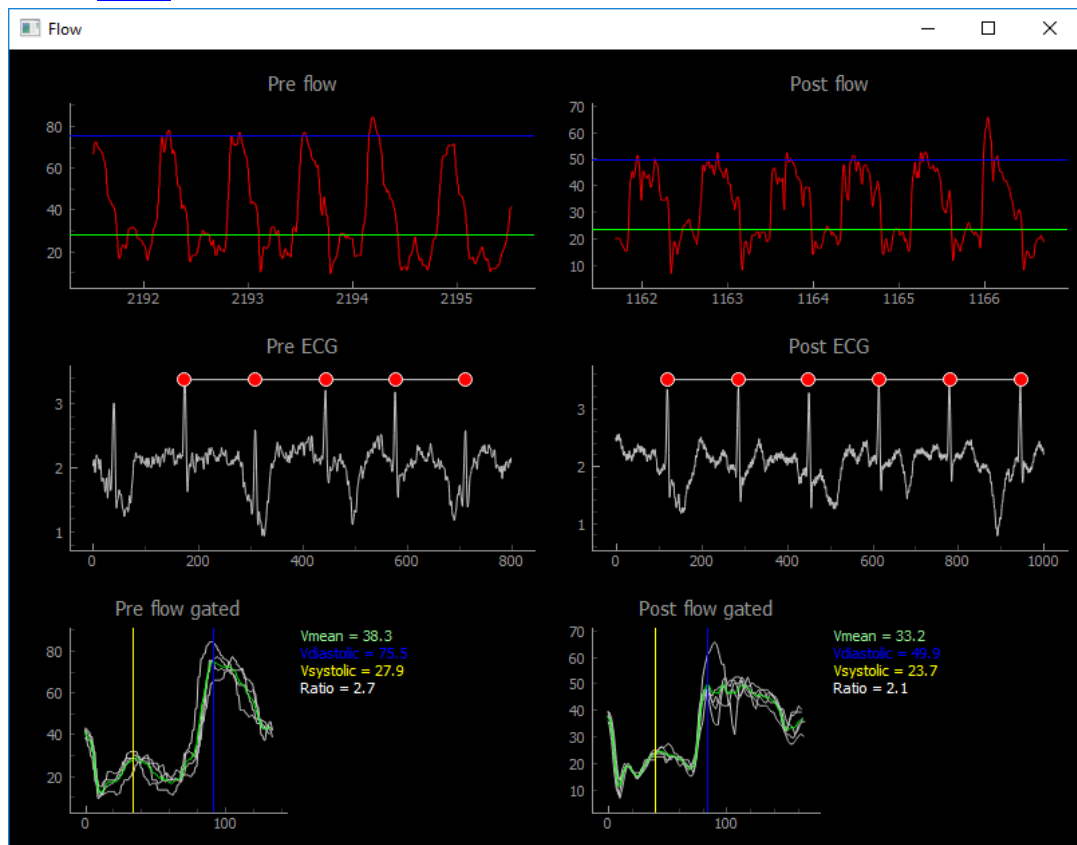 Flow
Pre flow
80
60
40
20
2192 2193 2194 2195
Post flow
70
60
50
40
30
20
10
1162 1163 1164 1165 1166
Pre ECG
3
2
1
0 200 400 600 800
Post ECG
3
2
1
0 200 400 600 800 1000
Pre flow gated
80
60
40
20
0 100
Vmean = 38.3
Vdiastolic = 75.5
Vsystolic = 27.9
Ratio = 2.7
Post flow gated
70
60
50
40
30
20
10
0 100
Vmean = 33.2
Vdiastolic = 49.9
Vsystolic = 23.7
Ratio = 2.1